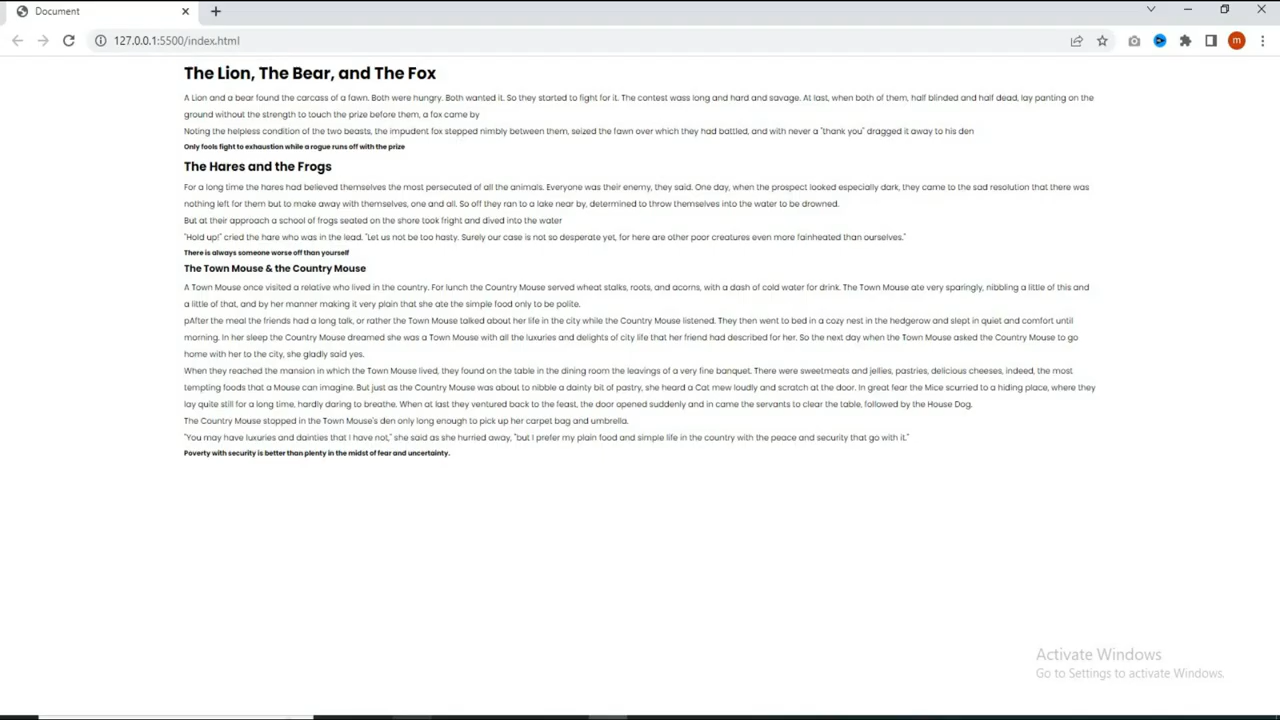 Document
127.0.0.1:5500/index.html
m
The Lion, The Bear, and The Fox
A Lion and a bear found the carcass of a fawn. Both were hungry. Both wanted it. So they started to fight for it. The contest wass long and hard and savage. At last, when both of them, half blinded and half dead, lay panting on the
ground without the strength to touch the prize before them, a fox came by
Noting the helpless condition of the two beasts, the impudent fox stepped nimbly between them, seized the fawn over which they had battled, and with never a "thank you" dragged it away to his den
Only fools fight to exhaustion while a rogue runs off with the prize
The Hares and the Frogs
For a long time the hares had believed themselves the most persecuted of all the animals. Everyone was their enemy, they said. One day, when the prospect looked especially dark, they came to the sad resolution that there was
nothing left for them but to make away with themselves, one and all. So off they ran to a lake near by, determined to throw themselves into the water to be drowned.
But at their approach a school of frogs seated on the shore took fright and dived into the water
"Hold up!" cried the hare who was in the lead. "Let us not be too hasty. Surely our case is not so desperate yet, for here are other poor creatures even more fainheated than ourselves."
There is always someone worse off than yourself
The Town Mouse & the Country Mouse
A Town Mouse once visited a relative who lived in the country. For lunch the Country Mouse served wheat stalks, roots, and acorns, with a dash of cold water for drink. The Town Mouse ate very sparingly, nibbling a little of this and
a little of that, and by her manner making it very plain that she ate the simple food only to be polite.
pAfter the meal the friends had a long talk, or rather the Town Mouse talked about her life in the city while the Country Mouse listened. They then went to bed in a cozy nest in the hedgerow and slept in quiet and comfort until
morning. In her sleep the Country Mouse dreamed she was a Town Mouse with all the luxuries and delights of city life that her friend had described for her. So the next day when the Town Mouse asked the Country Mouse to go
home with her to the city, she gladly said yes.
When they reached the mansion in which the Town Mouse lived, they found on the table in the dining room the leavings of a very fine banquet. There were sweetmeats and jellies, pastries, delicious cheeses, indeed, the most
tempting foods that a Mouse can imagine. But just as the Country Mouse was about to nibble a dainty bit of pastry, she heard a Cat mew loudly and scratch at the door. In great fear the Mice scurried to a hiding place, where they
lay quite still for a long time, hardly daring to breathe. When at last they ventured back to the feast, the door opened suddenly and in came the servants to clear the table, followed by the House Dog.
The Country Mouse stopped in the Town Mouse's den only long enough to pick up her carpet bag and umbrella.
"You may have luxuries and dainties that I have not," she said as she hurried away, "but I prefer my plain food and simple life in the country with the peace and security that go with it."
Poverty with security is better than plenty in the midst of fear and uncertainty.
Activate Windows
Go to Settings to activate Windows.